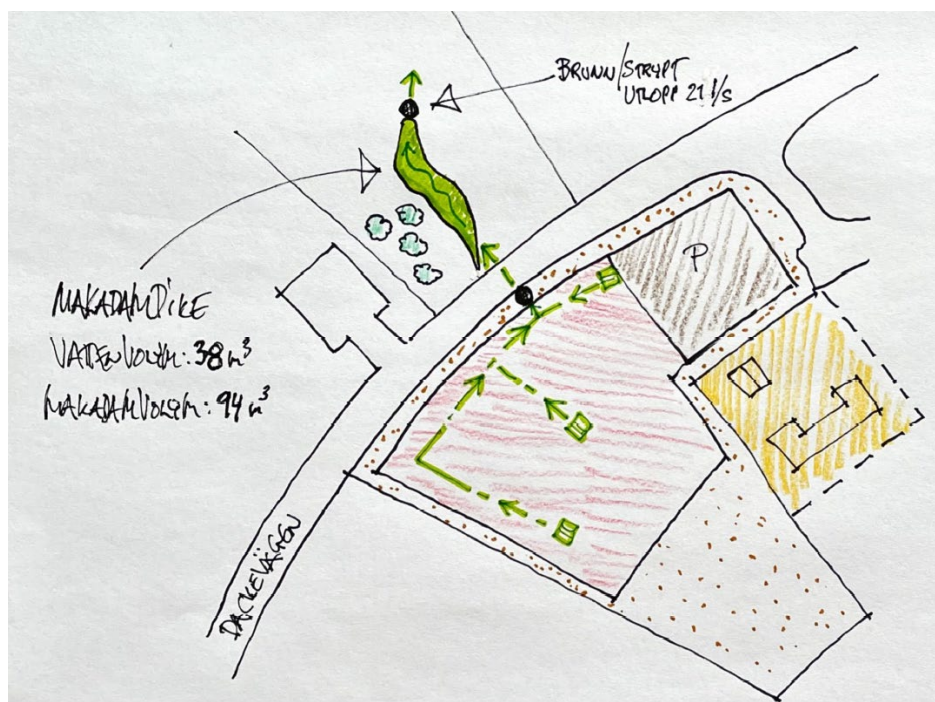 BRUNN/STRYPT
UTLOPP 21 l/s
P
MAKADAMDIKE
VATTENVOLYM: 38 m³
MAKADAMVOLYM: 94 m³
DACKEVÄGEN